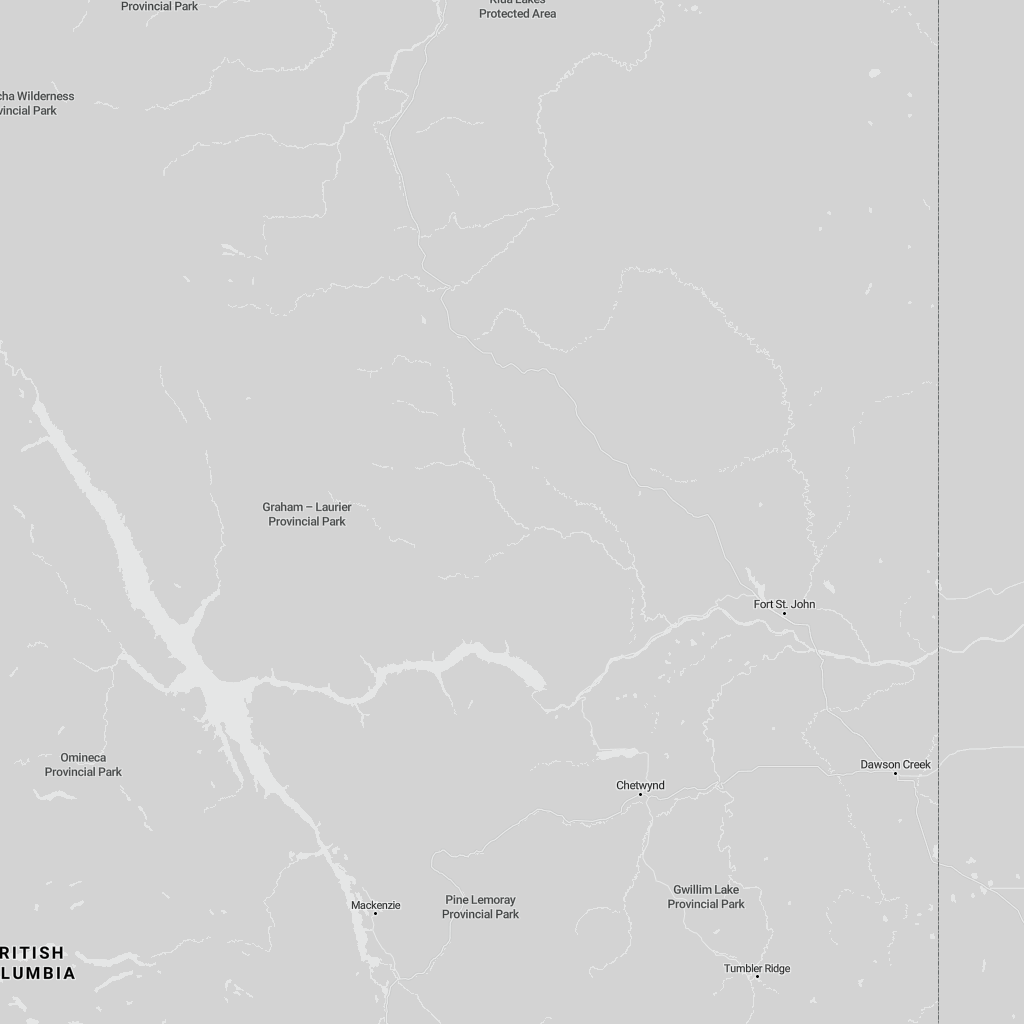 Provincial Park
Protected Area
cha Wilderness
vincial Park
Graham – Laurier
Provincial Park
Fort St. John
Omineca
Provincial Park
Dawson Creek
Chetwynd
Mackenzie
Pine Lemoray
Provincial Park
Gwillim Lake
Provincial Park
RITISH
LUMBIA
Tumbler Ridge